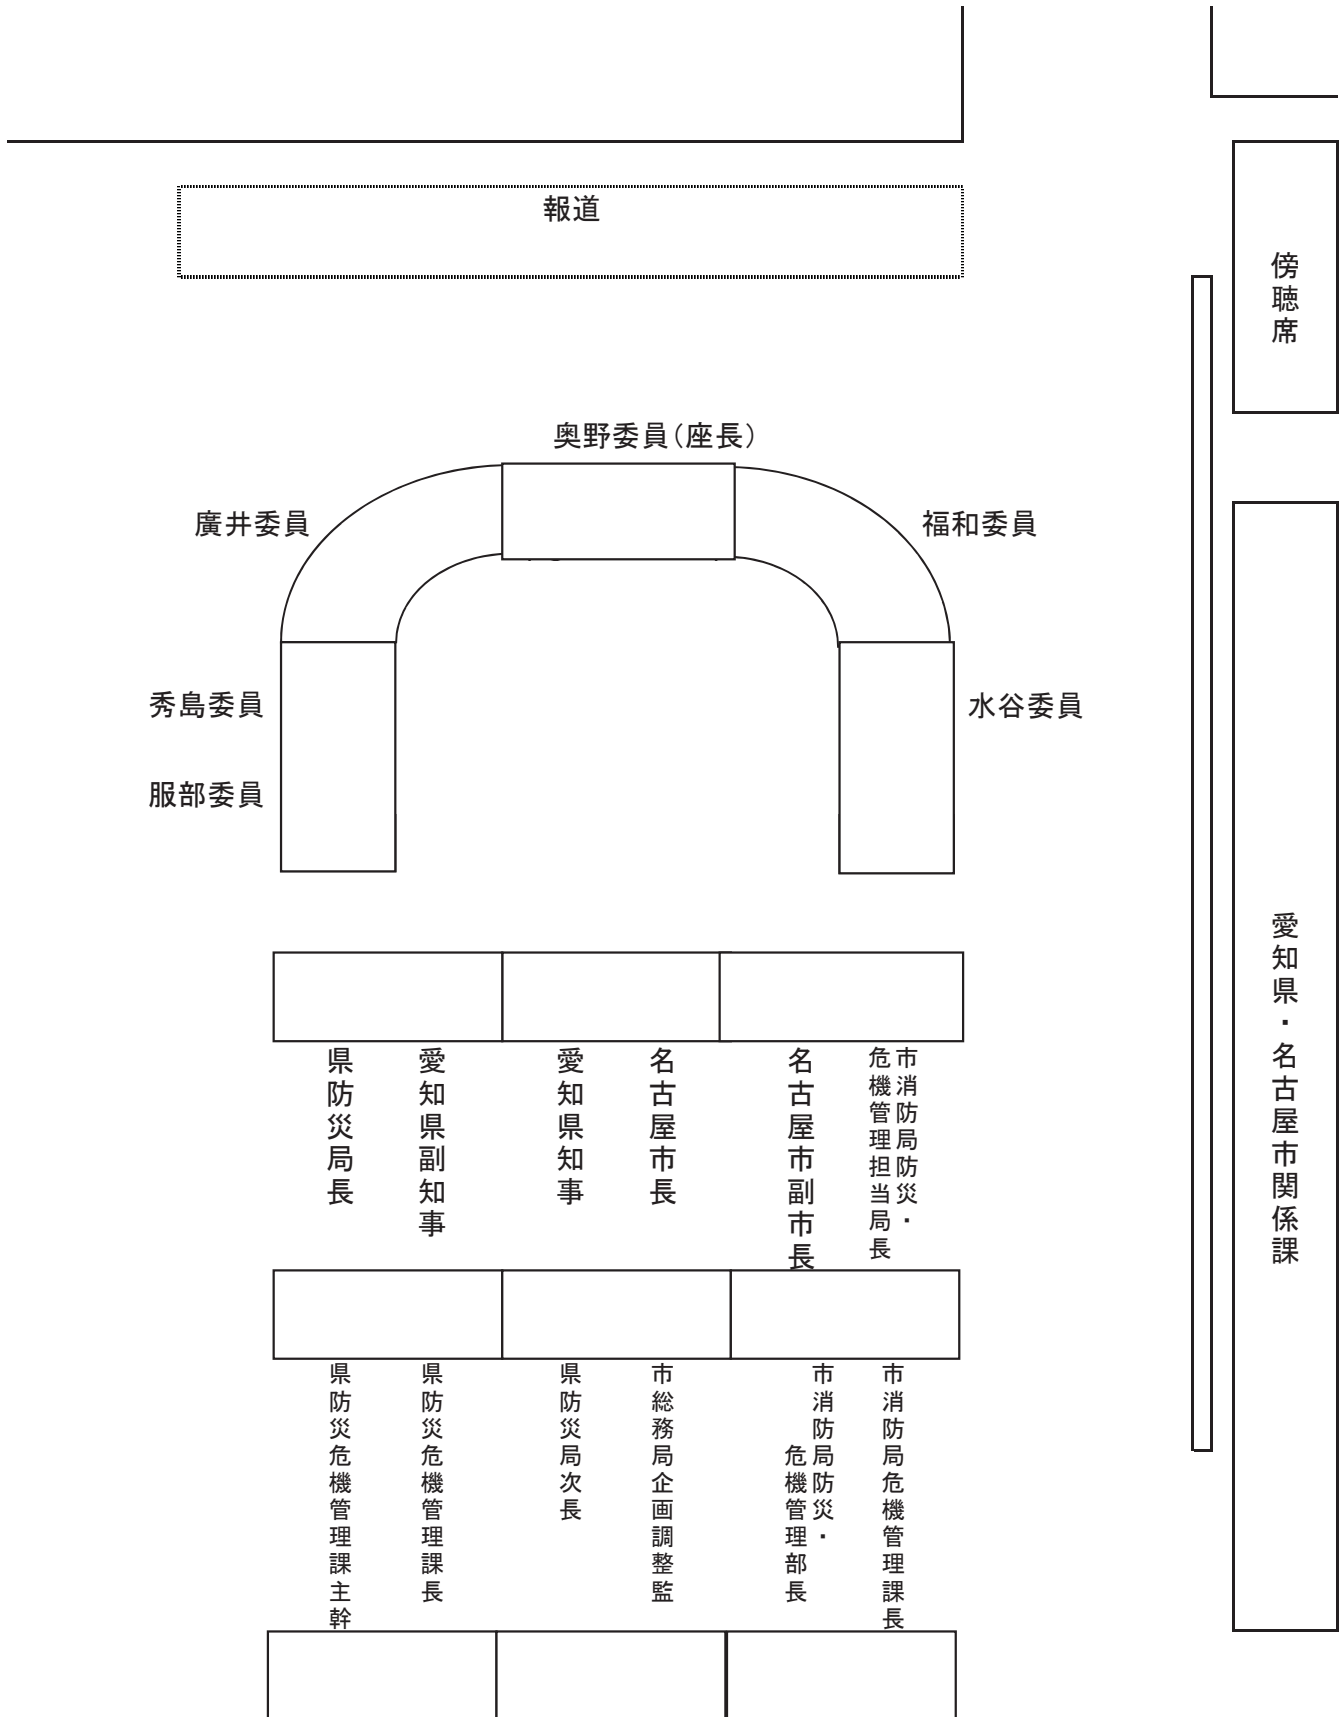 報道
傍聴席
奥野委員（座長）
廣井委員
福和委員
秀島委員
水谷委員
服部委員
愛知県・名古屋市関係課
県防災局長
愛知県副知事
愛知県知事
名古屋市長
名古屋市副市長
市消防局防災・
危機管理担当局長
県防災危機管理課主幹
県防災危機管理課長
県防災局次長
市総務局企画調整監
市消防局防災・
危機管理部長
市消防局危機管理課長